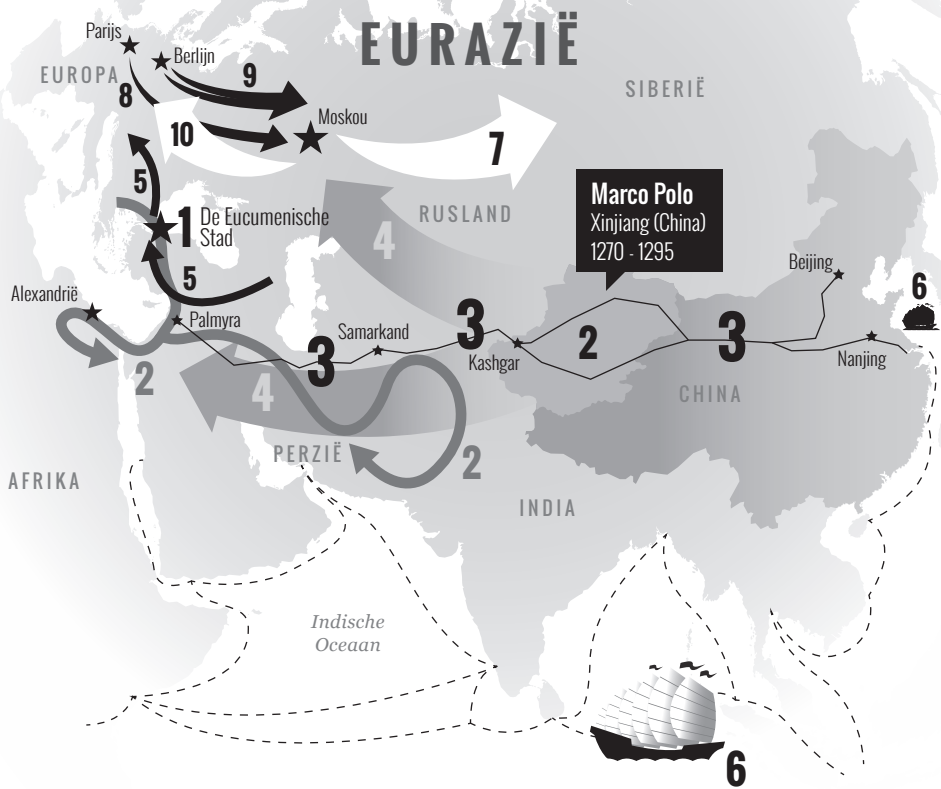 EURAZIË
Parijs
Berlijn
EUROPA
8
9
SIBERIË
Moskou
10
7
5
Marco Polo
Xinjiang (China)
1270 - 1295
1
De Eucumenische
Stad
RUSLAND
4
5
Beijing
6
Alexandrië
Palmyra
Samarkand
3
3
Kashgar
2
3
Nanjing
2
4
CHINA
PERZIË
2
AFRIKA
INDIA
Indische
Oceaan
6